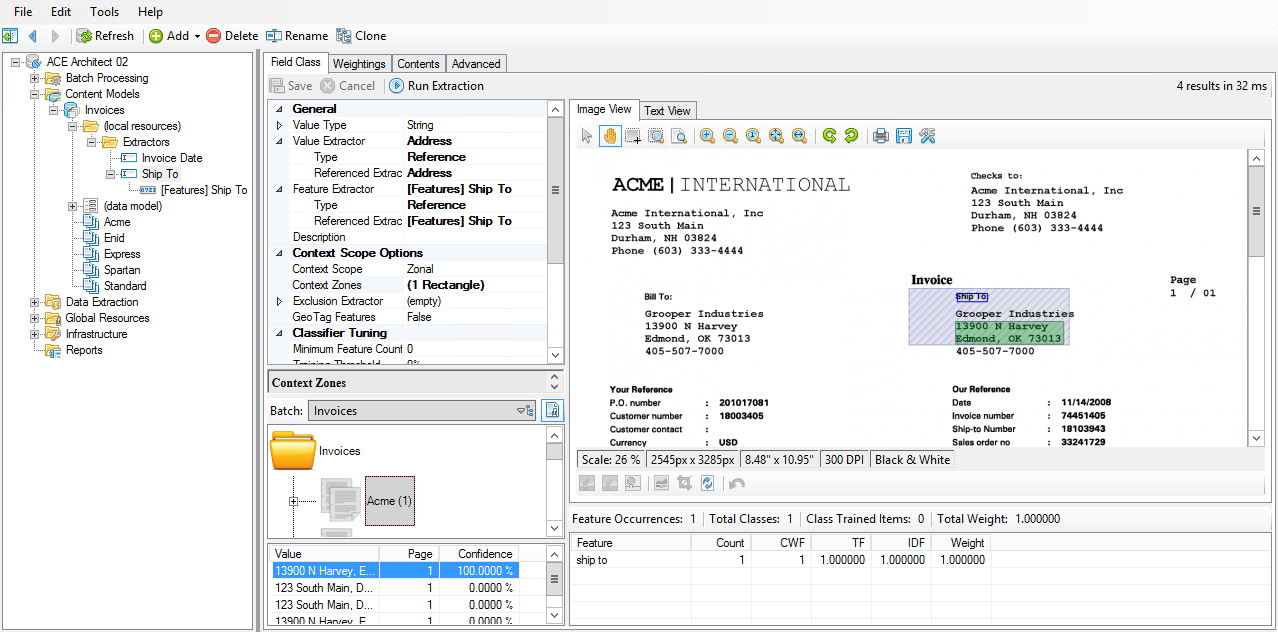 File Edit Tools Help
Refresh Add Delete Rename Clone
ACE Architect 02
Batch Processing
Content Models
Invoices
(local resources)
Extractors
Invoice Date
Ship To
[Features] Ship To
(data model)
Acme
Enid
Express
Spartan
Standard
Data Extraction
Global Resources
Infrastructure
Reports
Field Class Weightings Contents Advanced
Save Cancel Run Extraction 4 results in 32 ms
General
Value Type String
Value Extractor Address
Type Reference
Referenced Extrac Address
Feature Extractor [Features] Ship To
Type Reference
Referenced Extrac [Features] Ship To
Description
Context Scope Options
Context Scope Zonal
Context Zones (1 Rectangle)
Exclusion Extractor (empty)
GeoTag Features False
Classifier Tuning
Minimum Feature Count 0
Training Threshold 0%
Context Zones
Batch: Invoices
Invoices
Acme (1)
Value Page Confidence
13900 N Harvey, E... 1 100.0000 %
123 South Main, D... 1 0.0000 %
123 South Main, D... 1 0.0000 %
13900 N Harvey, E... 1 0.0000 %
Image View Text View
ACME | INTERNATIONAL
Acme International, Inc
123 South Main
Durham, NH 03824
Phone (603) 333-4444
Checks to:
Acme International, Inc
123 South Main
Durham, NH 03824
Phone (603) 333-4444
Invoice
Page
1 / 01
Bill To:
Grooper Industries
13900 N Harvey
Edmond, OK 73013
405-507-7000
Ship To:
Grooper Industries
13900 N Harvey
Edmond, OK 73013
405-507-7000
Your Reference
P.O. number : 201017081
Customer number : 18003405
Customer contact :
Currency : USD
Our Reference
Date : 11/14/2008
Invoice number : 74451405
Ship-to Number : 18103943
Sales order no : 33241729
Scale: 26 % 2545px x 3285px 8.48" x 10.95" 300 DPI Black & White
Feature Occurrences: 1 Total Classes: 1 Class Trained Items: 0 Total Weight: 1.000000
Feature Count CWF TF IDF Weight
ship to 1 1 1.000000 1.000000 1.000000